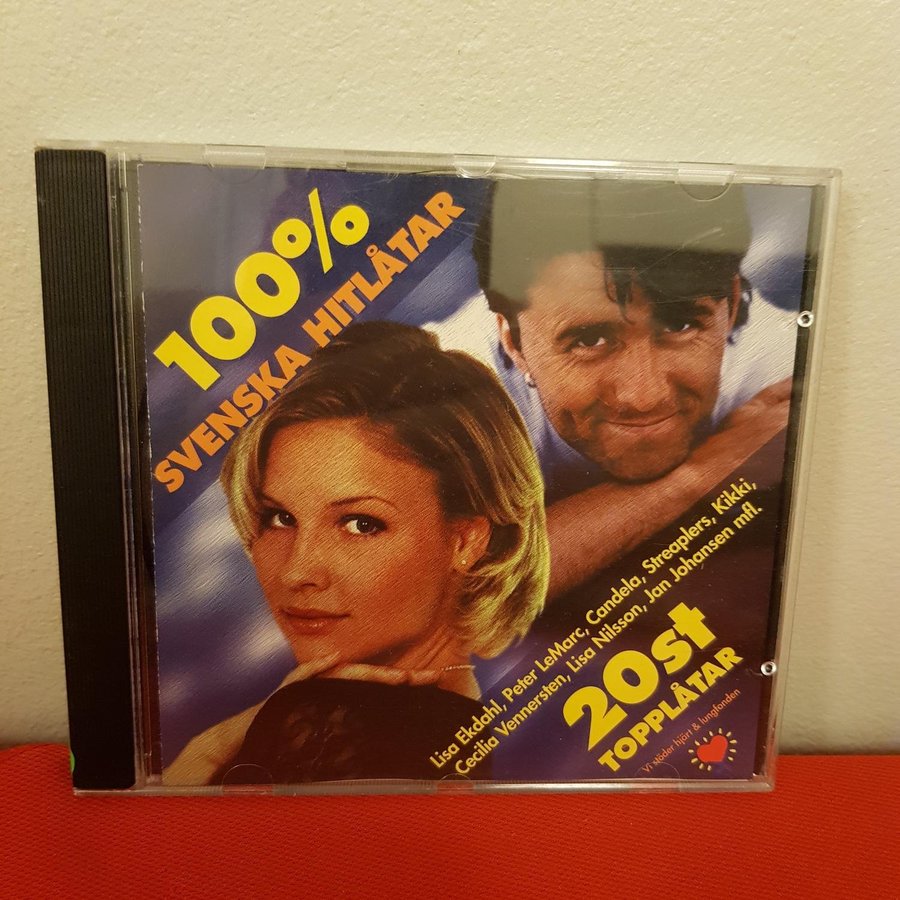 100%
SVENSKA HITLÅTAR
Lisa Ekdahl, Peter LeMarc, Candela, Streaplers, Kikki,
Cecilia Vennersten, Lisa Nilsson, Jan Johansen mfl.
20st
TOPPLÅTAR
Vi stöder hjärt & lungfonden